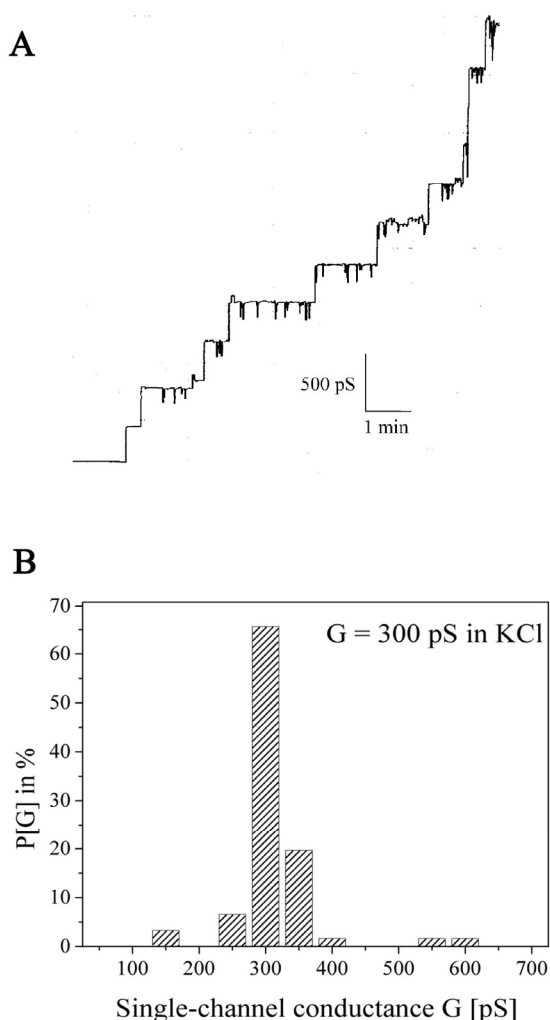 A
500 pS
1 min
B
G = 300 pS in KCl
P[G] in %
70
60
50
40
30
20
10
0
100 200 300 400 500 600 700
Single-channel conductance G [pS]